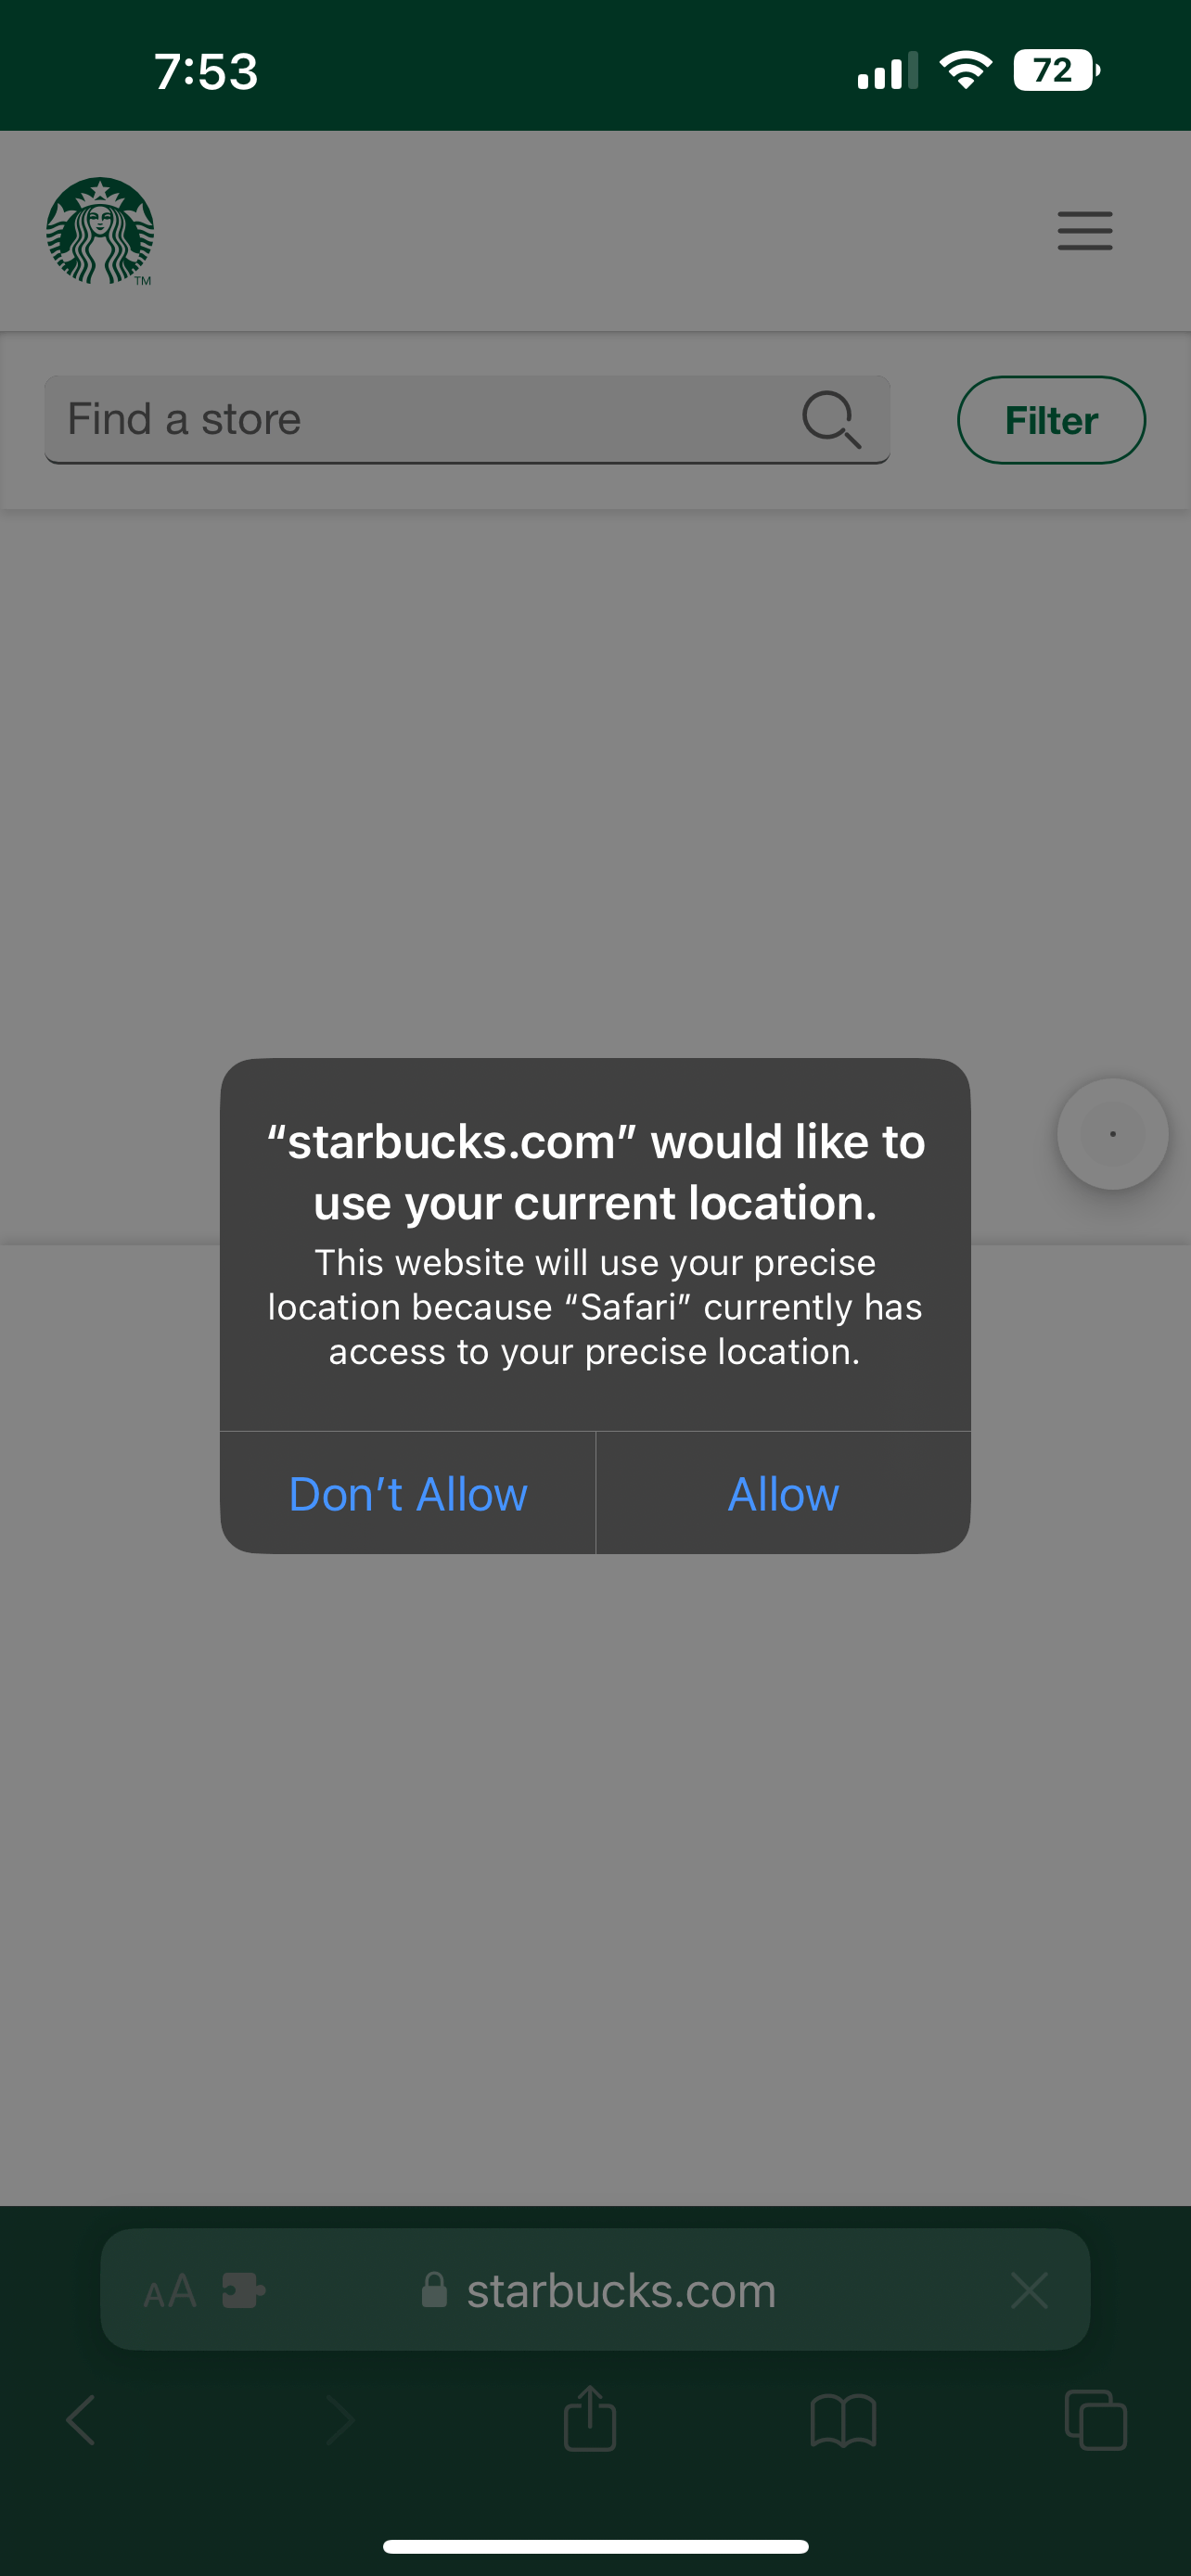 7:53
72
TM
Find a store
Filter
“starbucks.com” would like to
use your current location.
This website will use your precise
location because “Safari” currently has
access to your precise location.
Don’t Allow
Allow
AA
starbucks.com